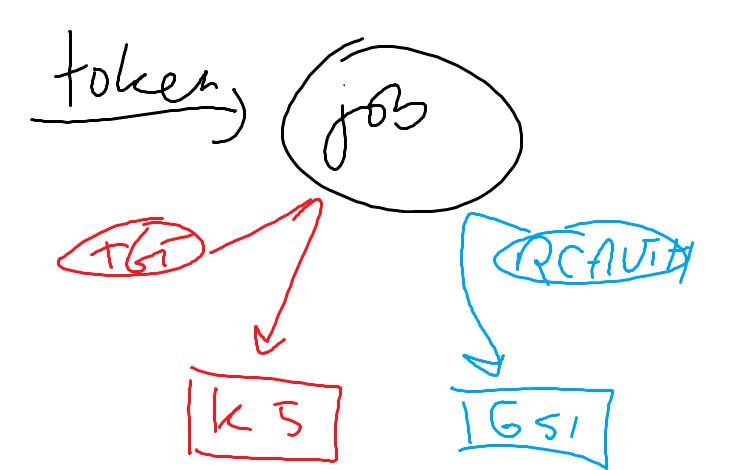 token
job
TGT
RCAUTH
K5
GSI